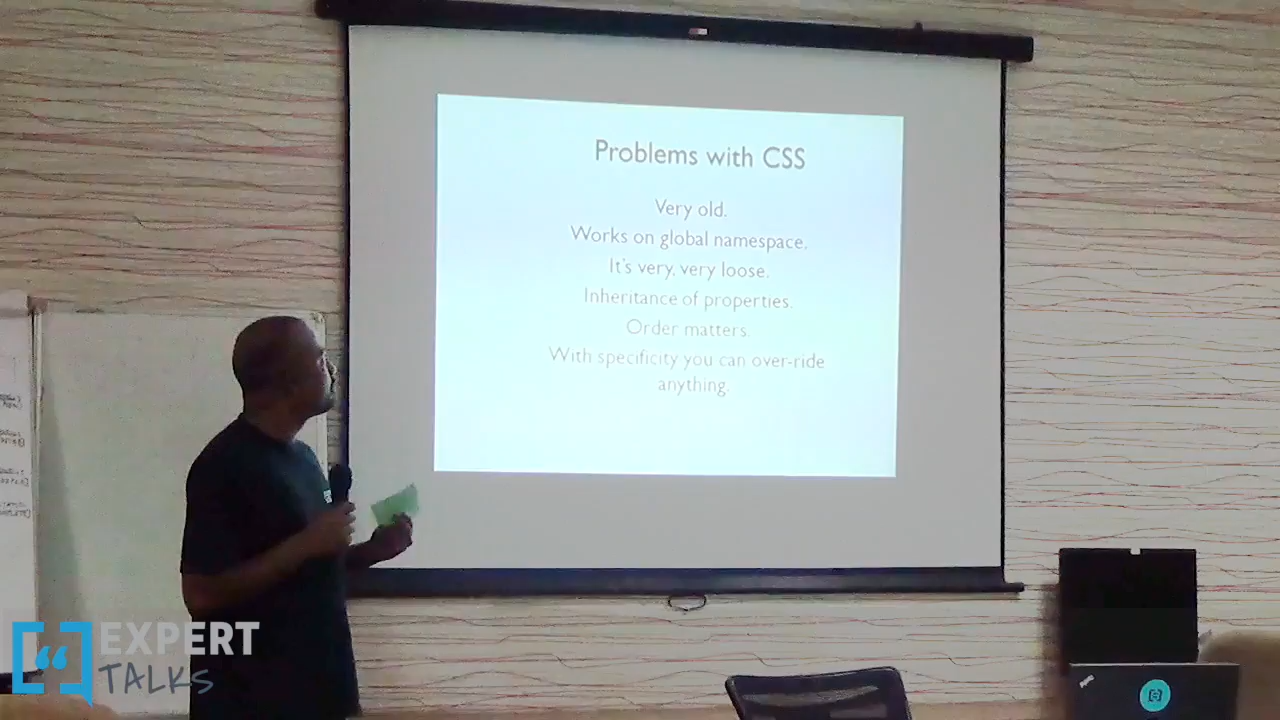 Problems with CSS
Very old.
Works on global namespace.
It's very, very loose.
Inheritance of properties.
Order matters.
With specificity you can over-ride
anything.
EXPERT
TALKS